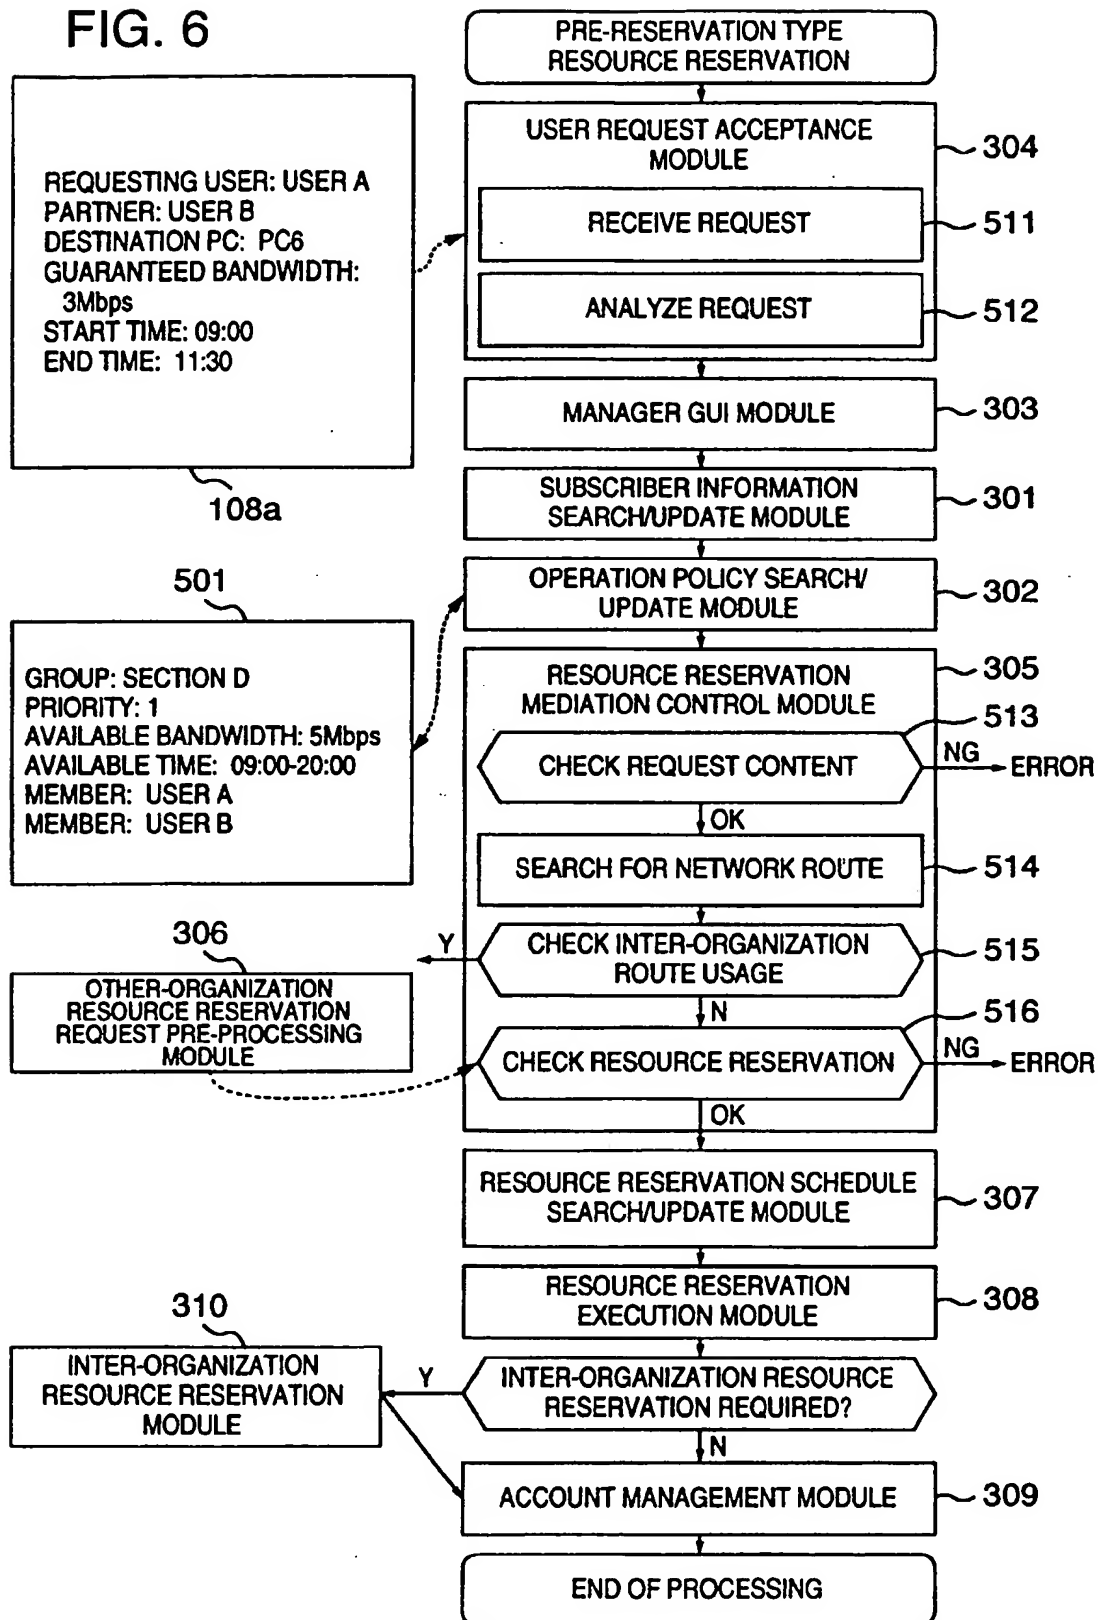 FIG. 6
PRE-RESERVATION TYPE
RESOURCE RESERVATION
REQUESTING USER: USER A
PARTNER: USER B
DESTINATION PC: PC6
GUARANTEED BANDWIDTH:
3Mbps
START TIME: 09:00
END TIME: 11:30
108a
USER REQUEST ACCEPTANCE
MODULE
304
RECEIVE REQUEST
511
ANALYZE REQUEST
512
MANAGER GUI MODULE
303
SUBSCRIBER INFORMATION
SEARCH/UPDATE MODULE
301
OPERATION POLICY SEARCH/
UPDATE MODULE
302
501
GROUP: SECTION D
PRIORITY: 1
AVAILABLE BANDWIDTH: 5Mbps
AVAILABLE TIME: 09:00-20:00
MEMBER: USER A
MEMBER: USER B
RESOURCE RESERVATION
MEDIATION CONTROL MODULE
305
513
CHECK REQUEST CONTENT
NG
ERROR
OK
SEARCH FOR NETWORK ROUTE
514
CHECK INTER-ORGANIZATION
ROUTE USAGE
515
Y
N
306
OTHER-ORGANIZATION
RESOURCE RESERVATION
REQUEST PRE-PROCESSING
MODULE
516
CHECK RESOURCE RESERVATION
NG
ERROR
OK
RESOURCE RESERVATION SCHEDULE
SEARCH/UPDATE MODULE
307
RESOURCE RESERVATION
EXECUTION MODULE
308
310
INTER-ORGANIZATION
RESOURCE RESERVATION
MODULE
Y
INTER-ORGANIZATION RESOURCE
RESERVATION REQUIRED?
N
ACCOUNT MANAGEMENT MODULE
309
END OF PROCESSING